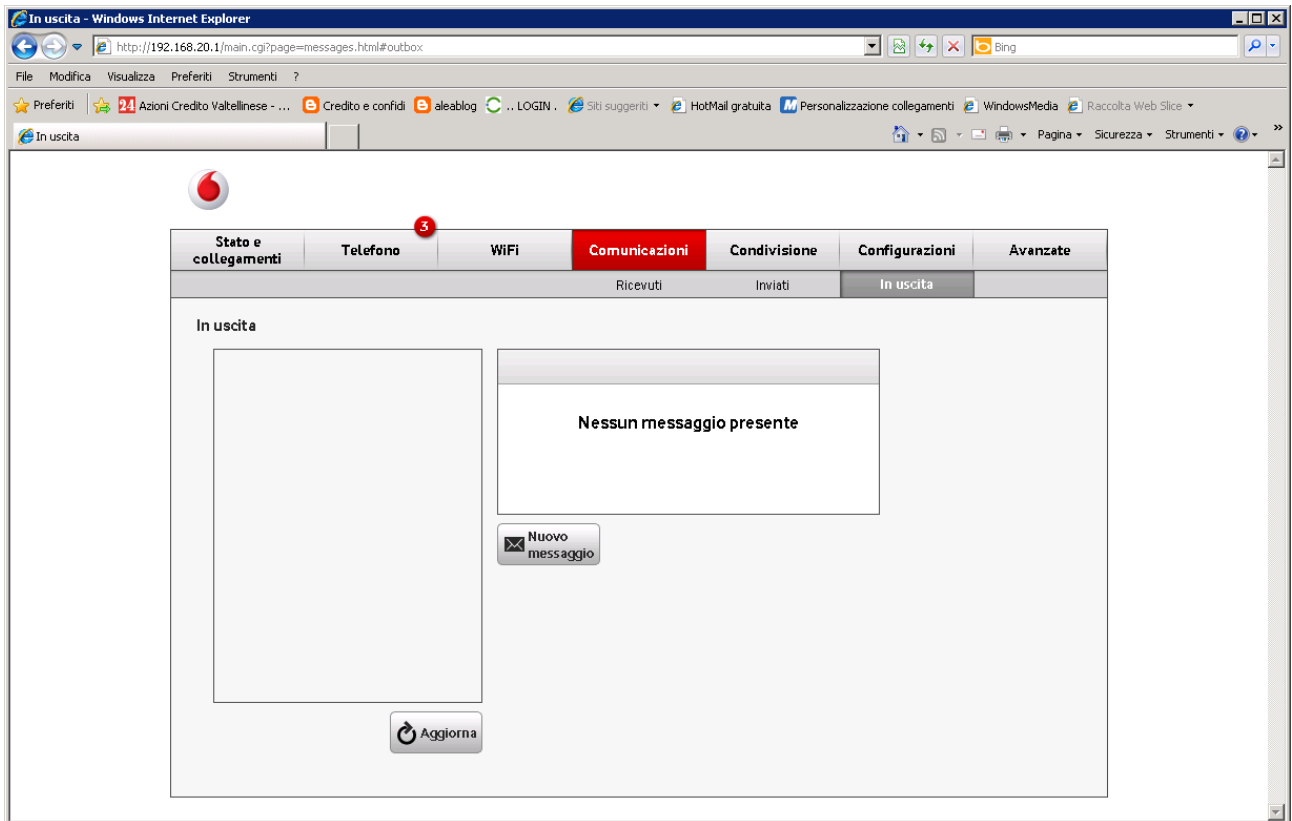 In uscita - Windows Internet Explorer
http://192.168.20.1/main.cgi?page=messages.html#outbox
Bing
File Modifica Visualizza Preferiti Strumenti ?
Preferiti 24 Azioni Credito Valtellinese - ... Credito e confidi aleablog .. LOGIN . Siti suggeriti HotMail gratuita Personalizzazione collegamenti WindowsMedia Raccolta Web Slice
In uscita
Pagina Sicurezza Strumenti »
3
Stato e collegamenti Telefono WiFi Comunicazioni Condivisione Configurazioni Avanzate
Ricevuti Inviati In uscita
In uscita
Nessun messaggio presente
Nuovo
messaggio
Aggiorna